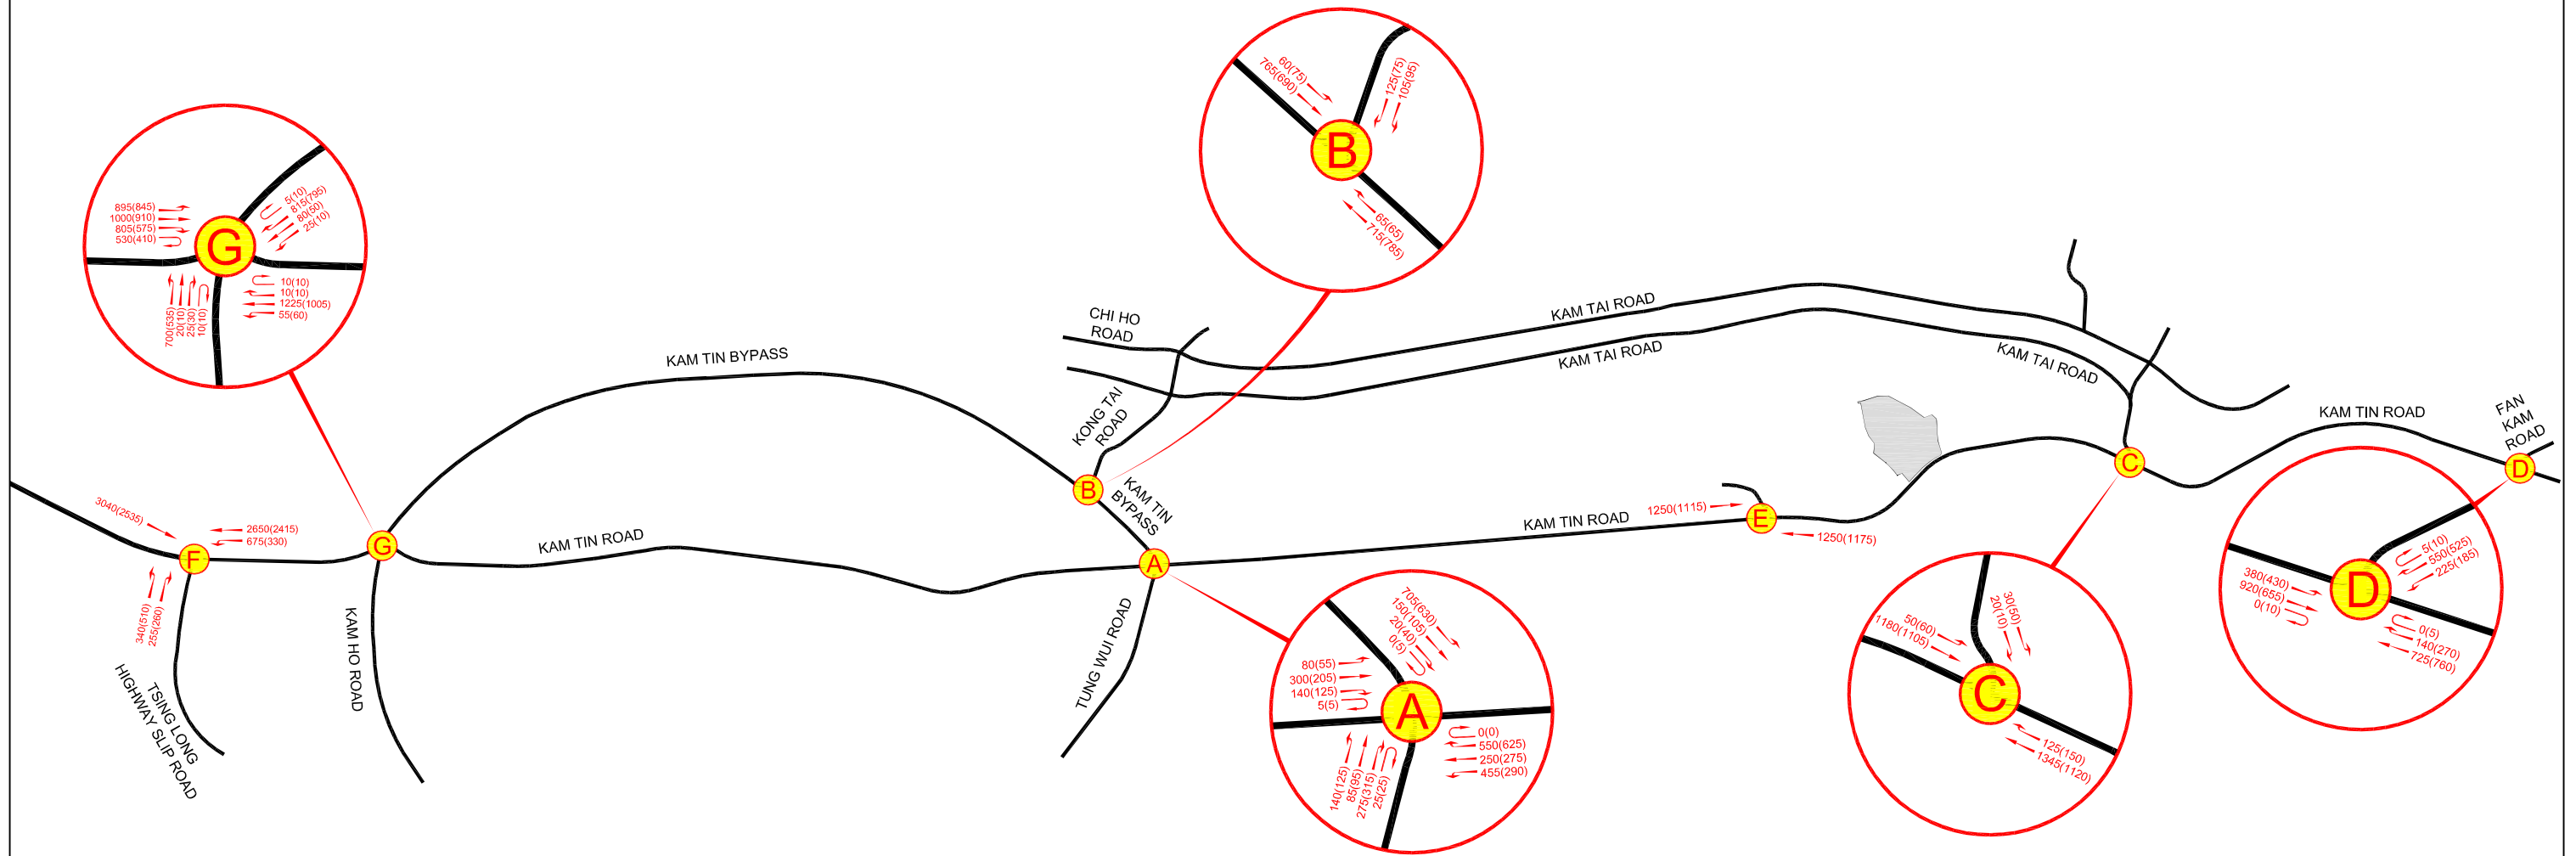 60(75)
765(690)
125(75)
105(95)
B
65(65)
715(785)
895(845)
1000(910)
805(575)
530(410)
5(10)
815(795)
80(50)
25(10)
G
10(10)
10(10)
1225(1005)
55(60)
700(535)
20(10)
25(30)
10(10)
CHI HO
ROAD
KAM TAI ROAD
KAM TAI ROAD
KAM TAI ROAD
KAM TIN BYPASS
KONG TAI
ROAD
KAM TIN ROAD
FAN
KAM
ROAD
B
KAM TIN
BYPASS
C
D
3040(2535)
2650(2415)
675(330)
F
G
KAM TIN ROAD
A
1250(1115)
E
1250(1175)
KAM TIN ROAD
340(510)
255(260)
TSING LONG
HIGHWAY SLIP ROAD
KAM HO ROAD
TUNG WUI ROAD
705(630)
150(105)
20(40)
0(5)
80(55)
300(205)
140(125)
5(5)
A
0(0)
550(625)
250(275)
455(290)
140(125)
85(95)
275(315)
25(25)
50(60)
1180(1105)
30(50)
20(10)
C
125(150)
1345(1120)
380(430)
920(655)
0(10)
5(10)
550(525)
225(185)
D
0(5)
140(270)
725(760)